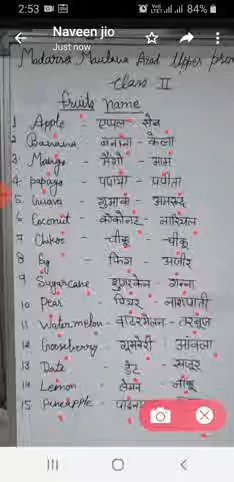 2:53 84%
Naveen jio
Just now
Madarsa Maulana Azad Upper
Class II
fruits name
1 Apple - एप्पल - सेब
2 Banana - बनाना - केला
3 Mango - मैंगो - आम
4 papaya - पपाया - पपीता
5 Guava - गुआवा - अमरूद
6 Coconut - कोकोनट - नारियल
7 Chikoo - चीकू - चीकू
8 Fig - फिग - अंजीर
9 Sugarcane - शुगरकेन - गन्ना
10 Pear - पियर - नाशपाती
11 Watermelon - वाटरमेलन - तरबूज
12 Gooseberry - गूसबेरी - आंवला
13 Date - डेट - खजूर
14 Lemon - लेमन - नींबू
15 Pineapple -